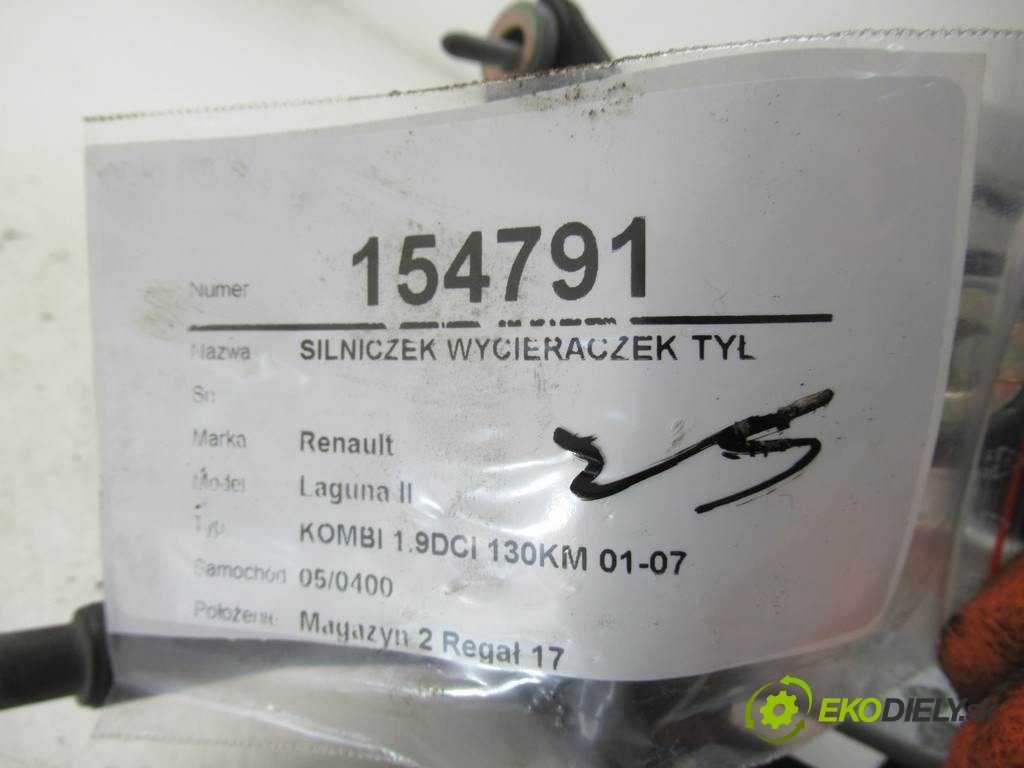 Numer 154791
Nazwa SILNICZEK WYCIERACZEK TYŁ
Sn
Marka Renault
Model Laguna II
Typ KOMBI 1.9DCI 130KM 01-07
Samochód 05/0400
Położenie Magazyn 2 Regał 17
EKODIELY.sk